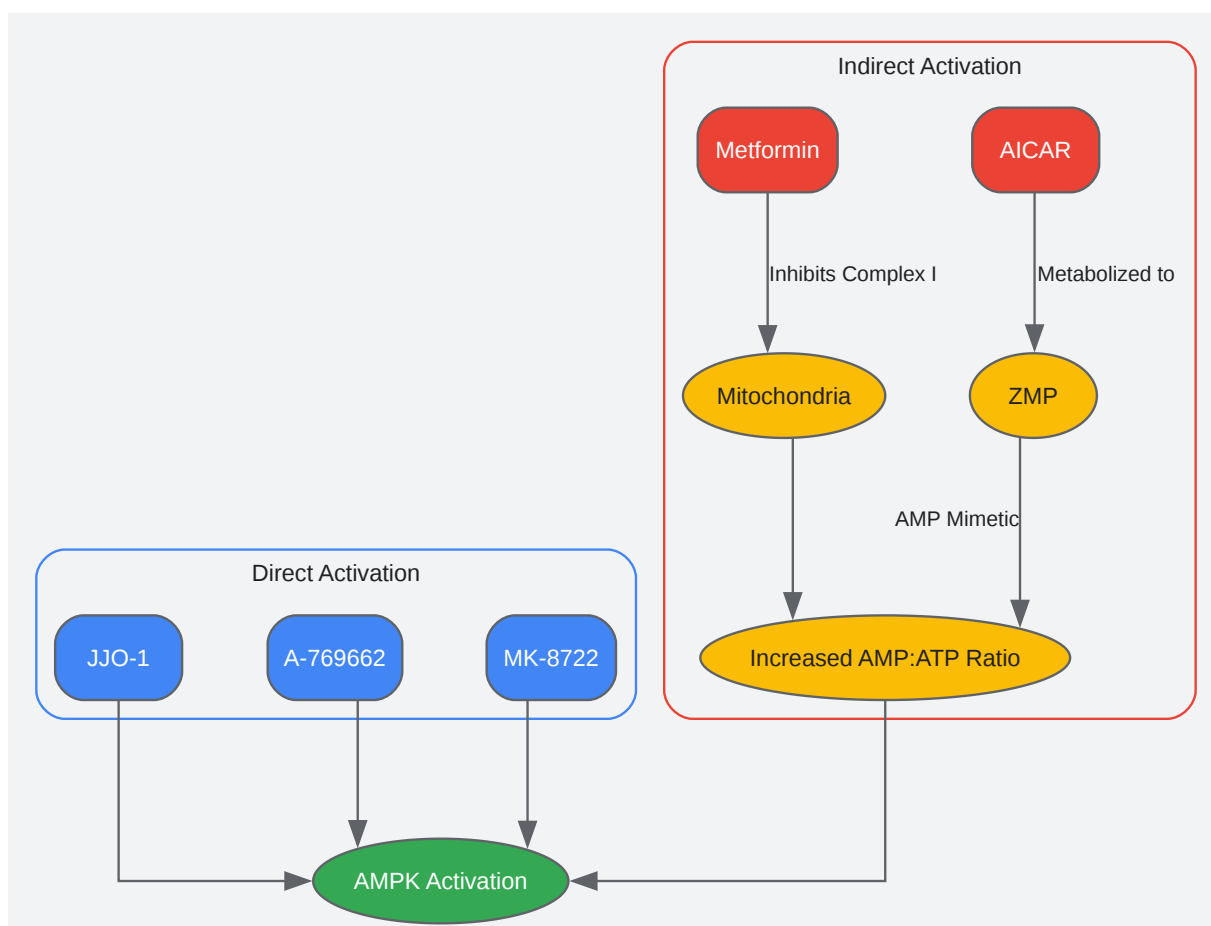 Indirect Activation
Metformin
AICAR
Inhibits Complex I
Metabolized to
Mitochondria
ZMP
AMP Mimetic
Direct Activation
JJO-1
A-769662
MK-8722
Increased AMP:ATP Ratio
AMPK Activation